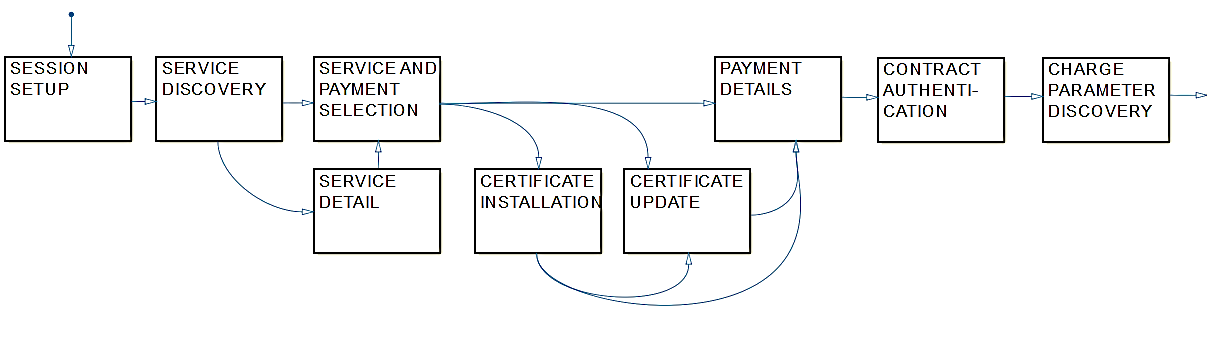 SESSION
SETUP
SERVICE
DISCOVERY
SERVICE AND
PAYMENT
SELECTION
PAYMENT
DETAILS
CONTRACT
AUTHENTI-
CATION
CHARGE
PARAMETER
DISCOVERY
SERVICE
DETAIL
CERTIFICATE
INSTALLATION
CERTIFICATE
UPDATE